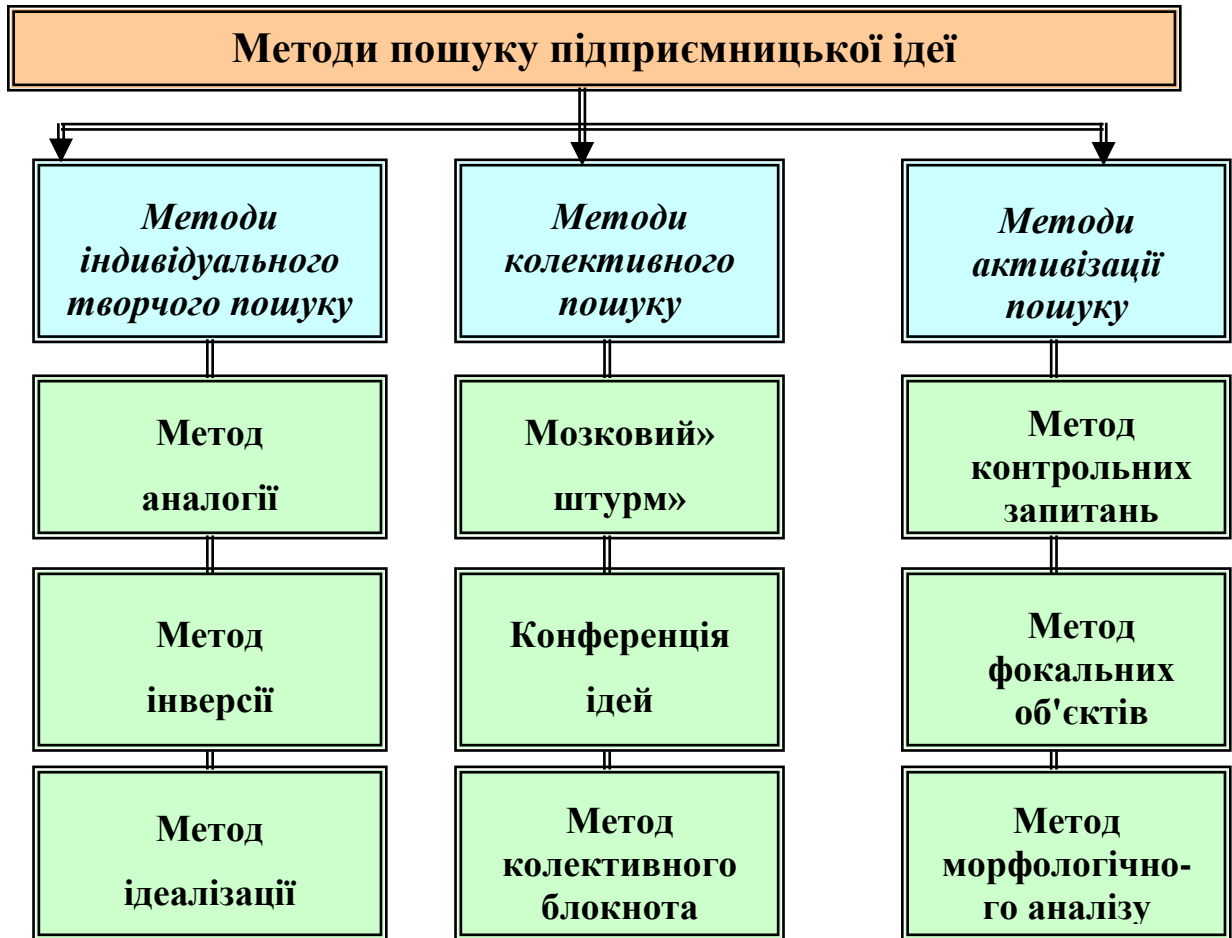 Методи пошуку підприємницької ідеї
Методи
індивідуального
творчого пошуку
Методи
колективного
пошуку
Методи
активізації
пошуку
Метод
аналогії
Мозковий»
штурм»
Метод
контрольних
запитань
Метод
інверсії
Конференція
ідей
Метод
фокальних
об'єктів
Метод
ідеалізації
Метод
колективного
блокнота
Метод
морфологічно-
го аналізу